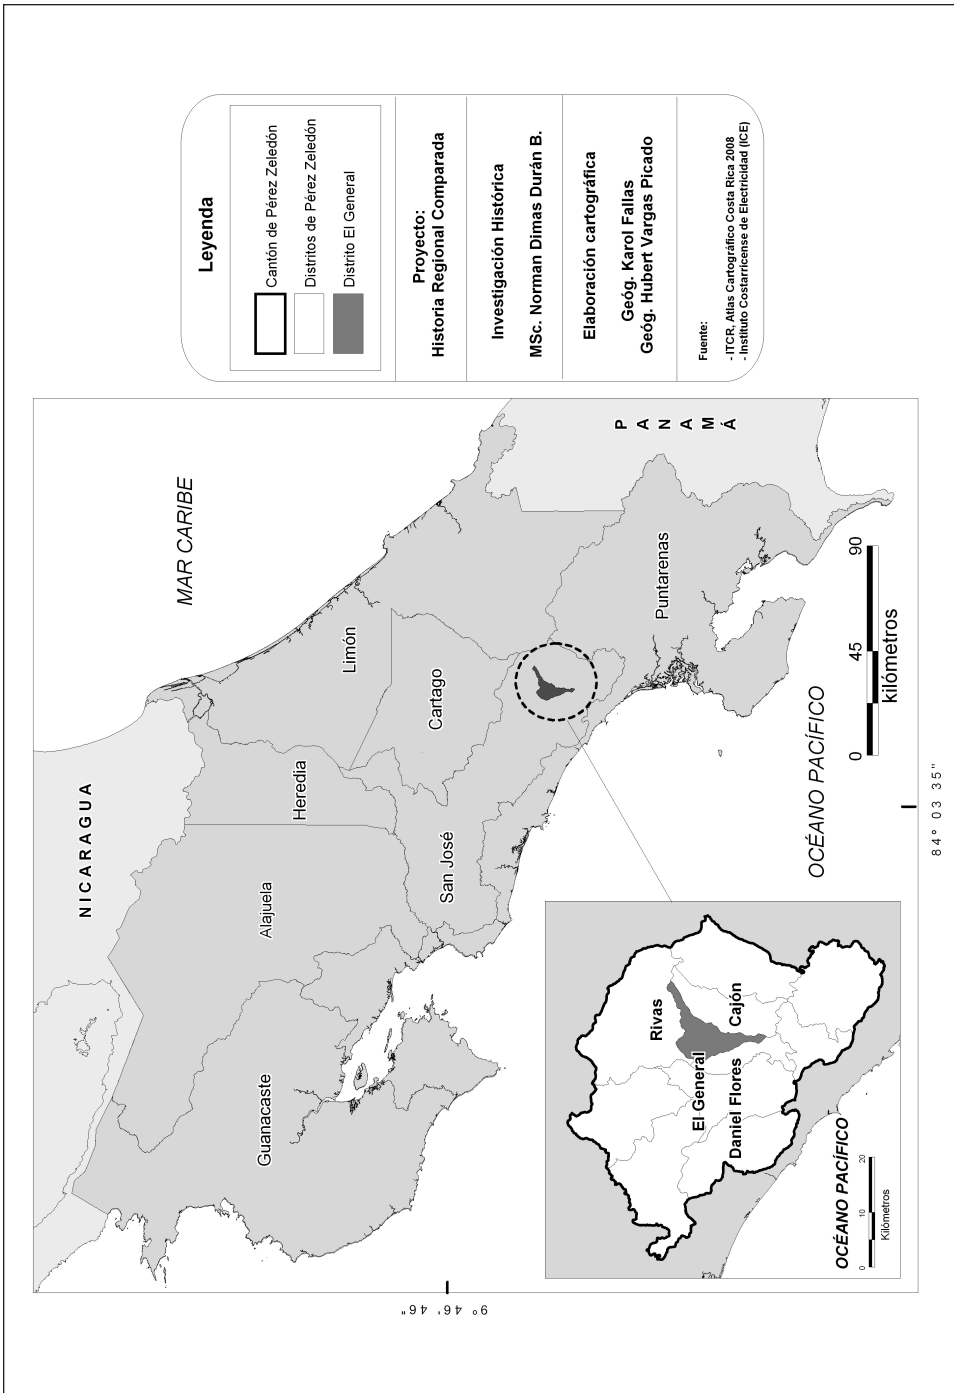 NICARAGUA
MAR CARIBE
Guanacaste
Alajuela
Heredia
Limón
San José
Cartago
Puntarenas
PANAMÁ
OCÉANO PACÍFICO
0 45 90
kilómetros
9° 46' 46"
84° 03 35"
Rivas
El General
Cajón
Daniel Flores
OCÉANO PACÍFICO
0 10 20
Kilómetros
Leyenda
Cantón de Pérez Zeledón
Distritos de Pérez Zeledón
Distrito El General
Proyecto:
Historia Regional Comparada
Investigación Histórica
MSc. Norman Dimas Durán B.
Elaboración cartográfica
Geóg. Karol Fallas
Geóg. Hubert Vargas Picado
Fuente:
- ITCR, Atlas Cartográfico Costa Rica 2008
- Instituto Costarricense de Electricidad (ICE)